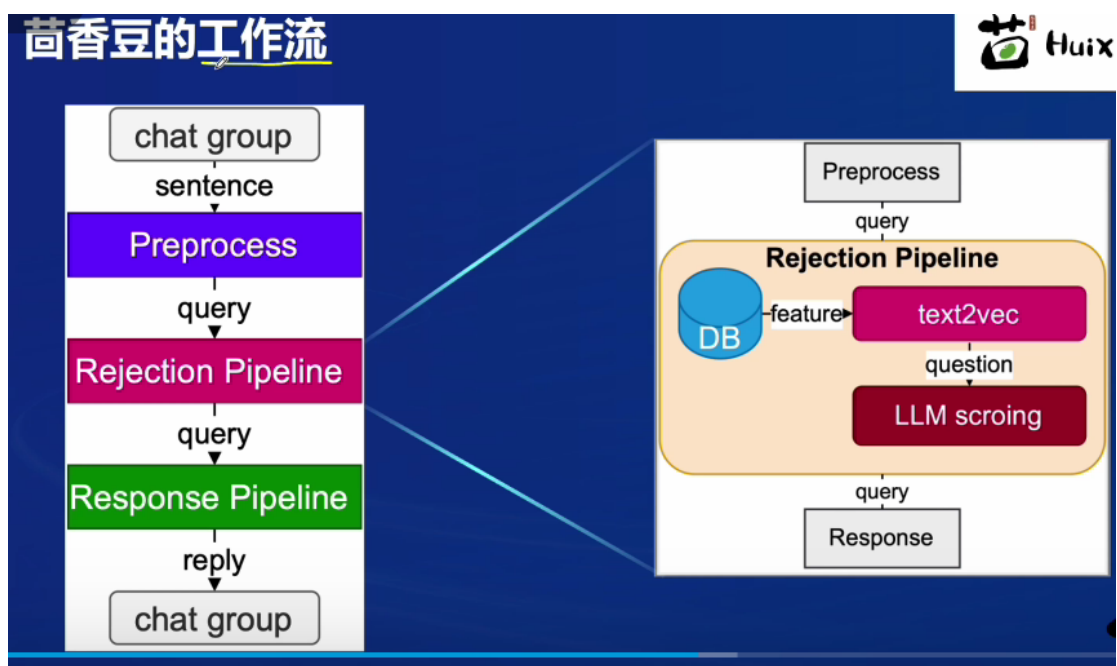 茴香豆的工作流
茴
Huix
chat group
sentence
Preprocess
query
Rejection Pipeline
query
Response Pipeline
reply
chat group
Preprocess
query
Rejection Pipeline
DB
feature
text2vec
question
LLM scroing
query
Response